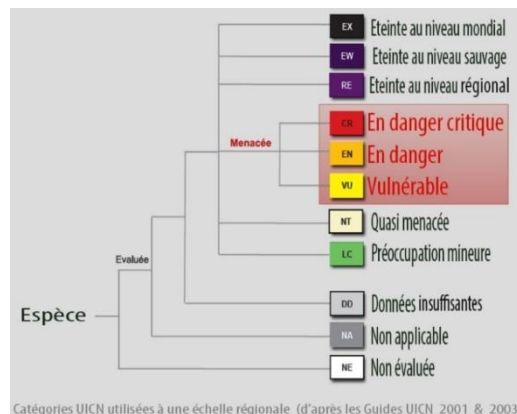 EX Eteinte au niveau mondial
EW Eteinte au niveau sauvage
RE Eteinte au niveau régional
Menacée
CR En danger critique
EN En danger
VU Vulnérable
NT Quasi menacée
LC Préoccupation mineure
Evaluée
Espèce
DD Données insuffisantes
NA Non applicable
NE Non évaluée
Catégories UICN utilisées à une échelle régionale (d'après les Guides UICN 2001 & 2003